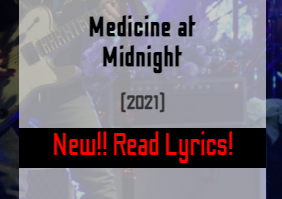 Medicine at
Midnight
(2021)
New!! Read Lyrics!